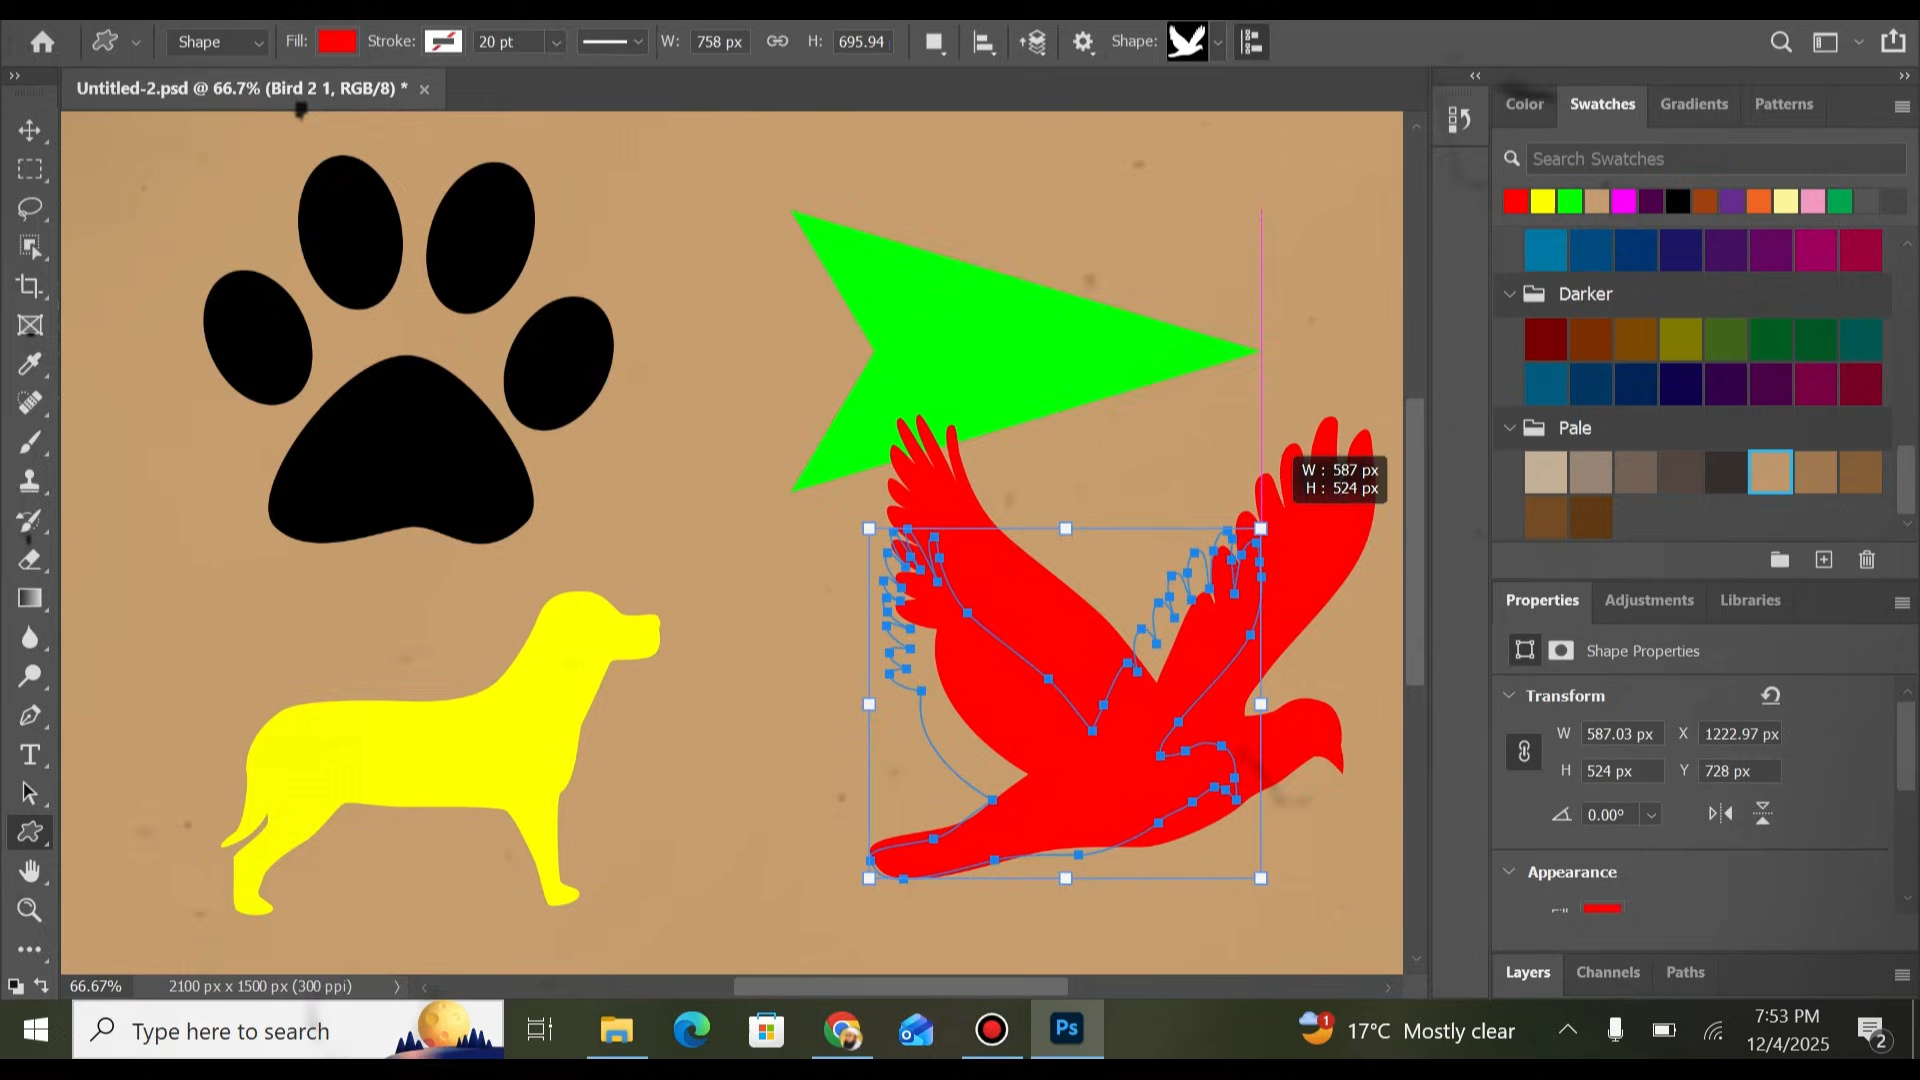 Shape Fill: Stroke: 20 pt W: 758 px H: 695.94 Shape:
Untitled-2.psd @ 66.7% (Bird 2 1, RGB/8) *
Color Swatches Gradients Patterns
Search Swatches
Darker
Pale
W : 587 px
H : 524 px
Properties Adjustments Libraries
Shape Properties
Transform
W 587.03 px X 1222.97 px
H 524 px Y 728 px
0.00°
Appearance
Layers Channels Paths
66.67% 2100 px x 1500 px (300 ppi)
Type here to search
Ps
1
17°C Mostly clear
7:53 PM
12/4/2025
2